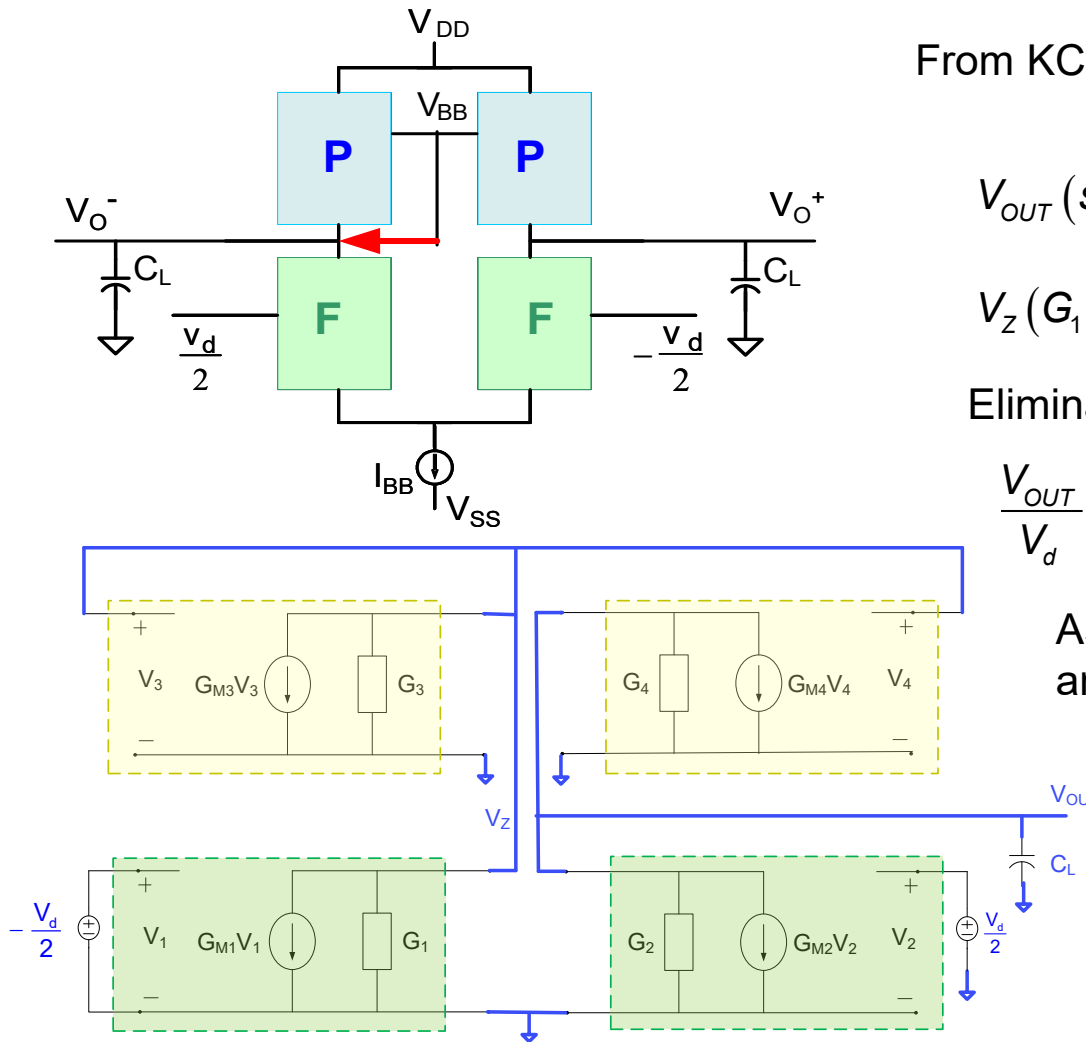 V_DD
From KC
V_BB
P P
V_O^- V_O^+
V_OUT (s
C_L C_L
F F
V_Z (G_1
v_d/2 -v_d/2
Elimina
I_BB
V_SS
V_OUT/V_d
A
ar
V_3 G_M3V_3 G_3 G_4 G_M4V_4 V_4
+ − + −
V_Z
V_OU
C_L
-V_d/2 V_1 G_M1V_1 G_1 G_2 G_M2V_2 V_2 V_d/2
+ − + −